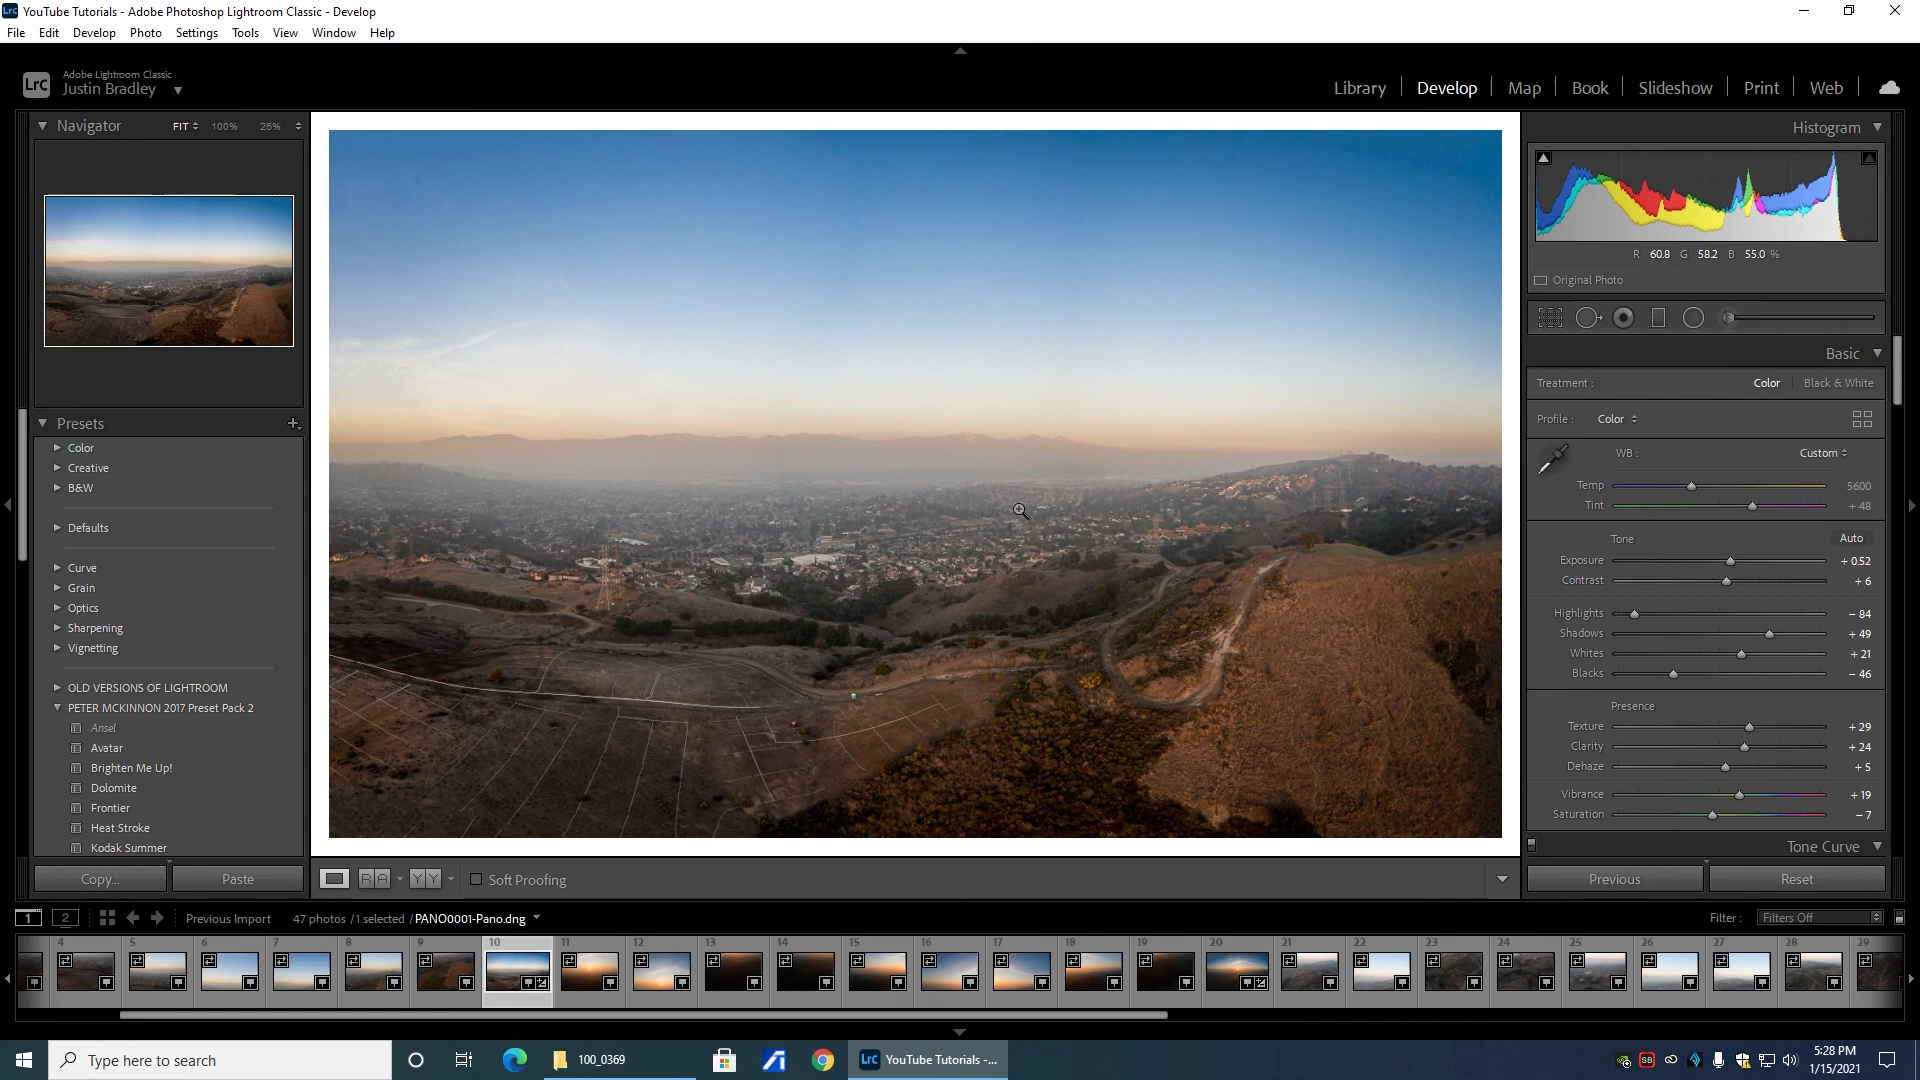 YouTube Tutorials - Adobe Photoshop Lightroom Classic - Develop
File Edit Develop Photo Settings Tools View Window Help
LrC
Adobe Lightroom Classic
Justin Bradley
Library Develop Map Book Slideshow Print Web
Navigator FIT 100% 25%
Presets
Color
Creative
B&W
Defaults
Curve
Grain
Optics
Sharpening
Vignetting
OLD VERSIONS OF LIGHTROOM
PETER MCKINNON 2017 Preset Pack 2
Ansel
Avatar
Brighten Me Up!
Dolomite
Frontier
Heat Stroke
Kodak Summer
Copy... Paste
Soft Proofing
Histogram
R 60.8 G 58.2 B 55.0 %
Original Photo
Basic
Treatment : Color Black & White
Profile : Color
WB : Custom
Temp 5600
Tint + 48
Tone Auto
Exposure + 0.52
Contrast + 6
Highlights – 84
Shadows + 49
Whites + 21
Blacks – 46
Presence
Texture + 29
Clarity + 24
Dehaze + 5
Vibrance + 19
Saturation – 7
Tone Curve
Previous Reset
1 2 Previous Import 47 photos / 1 selected / PANO0001-Pano.dng
Filter : Filters Off
4 5 6 7 8 9 10 11 12 13 14 15 16 17 18 19 20 21 22 23 24 25 26 27 28 29
Type here to search
100_0369
LrC YouTube Tutorials -...
5:28 PM
1/15/2021